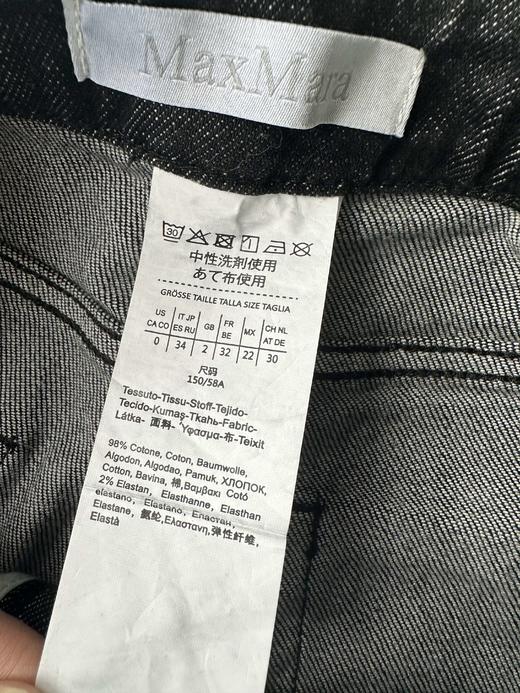 MaxMara
30
中性洗剤使用
あて布使用
GRÖSSE TAILLE TALLA SIZE TAGLIA
US CA CO | IT JP ES RU | GB | FR BE | MX | CH NL AT DE
0 | 34 | 2 | 32 | 22 | 30
尺码
150/58A
Tessuto-Tissu-Stoff-Tejido-
Tecido-Kumaş-Ткань-Fabric-
Látka- 面料- Ύφασμα-布-Teixit
98% Cotone, Coton, Baumwolle,
Algodon, Algodao, Pamuk, ХЛОПОК,
Cotton, Bavlna, 棉,Βαμβακι Cotó
2% Elastan, Elasthanne, Elasthan
elastano, Elastano, Elastan, Эластан,
Elastane, 氨纶,Ελαστανη,弹性纤维,
Elastà